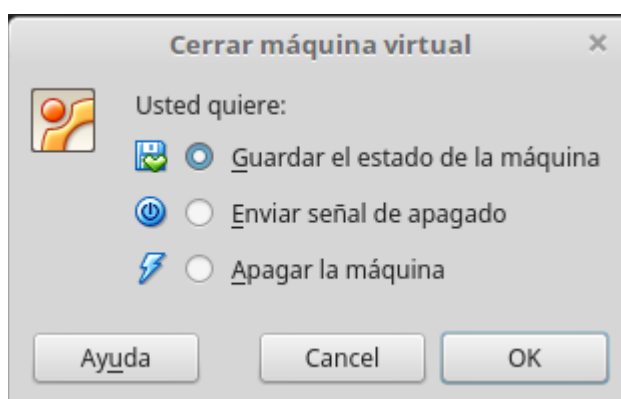 Cerrar máquina virtual
Usted quiere:
Guardar el estado de la máquina
Enviar señal de apagado
Apagar la máquina
Ayuda Cancel OK